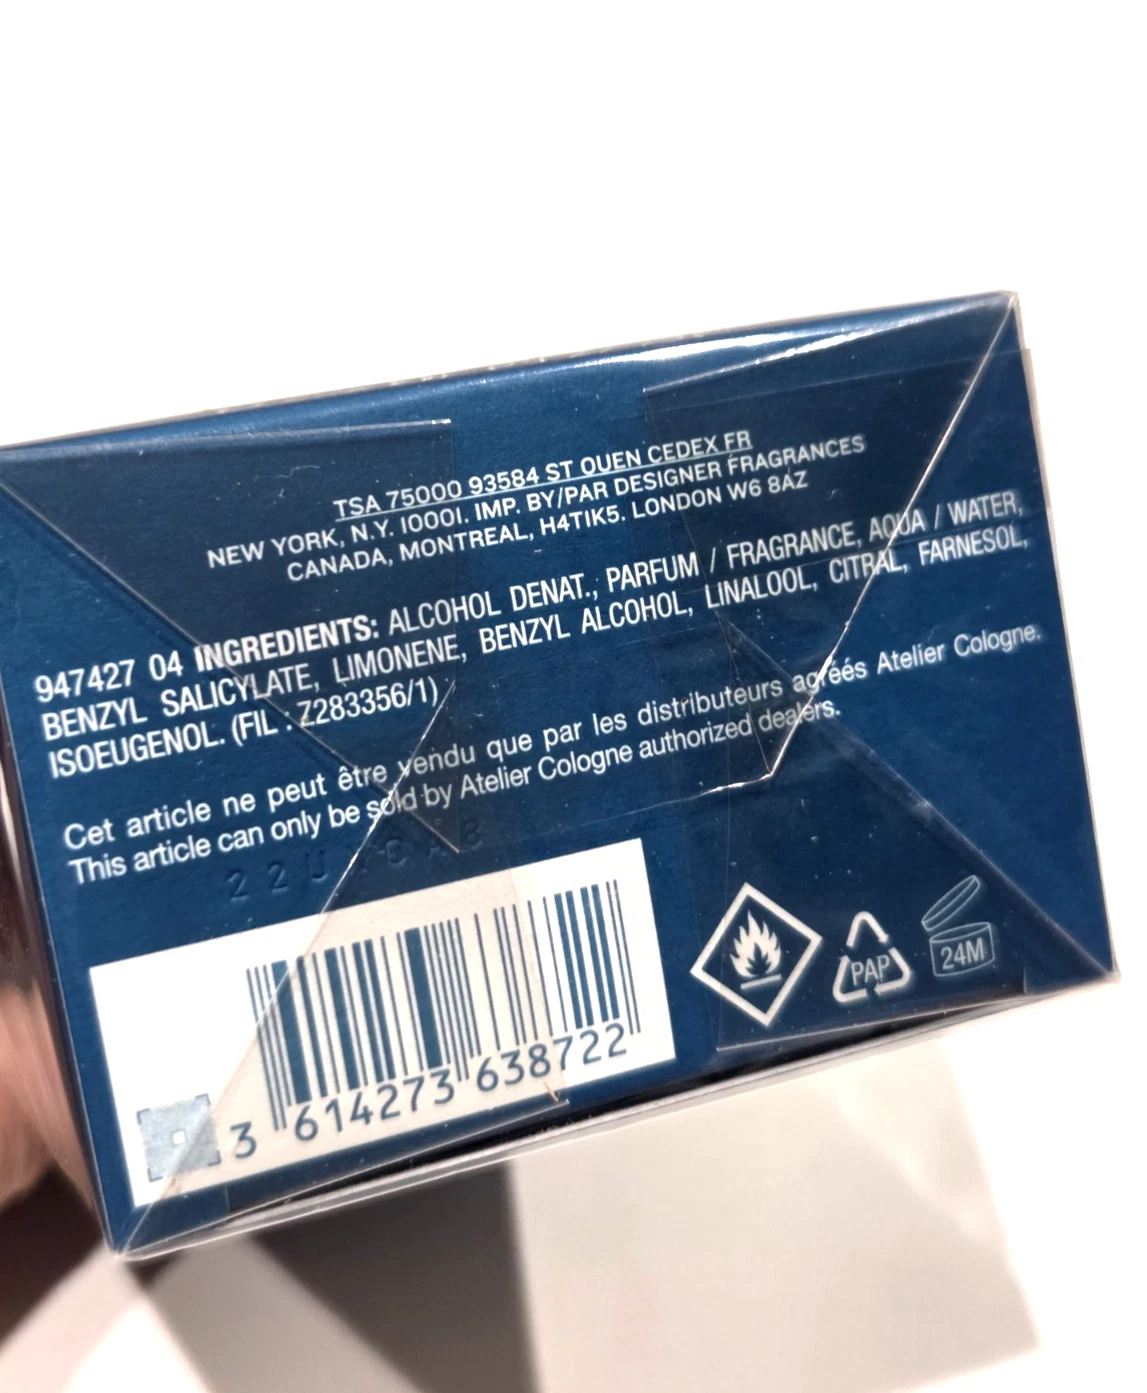 TSA 75000 93584 ST OUEN CEDEX FR
NEW YORK, N.Y. 10001. IMP. BY/PAR DESIGNER FRAGRANCES
CANADA, MONTREAL, H4T1K5. LONDON W6 8AZ
947427 04 INGREDIENTS: ALCOHOL DENAT., PARFUM / FRAGRANCE, AQUA / WATER,
BENZYL SALICYLATE, LIMONENE, BENZYL ALCOHOL, LINALOOL, CITRAL, FARNESOL,
ISOEUGENOL. (FIL . Z283356/1)
Cet article ne peut être vendu que par les distributeurs agréés Atelier Cologne.
This article can only be sold by Atelier Cologne authorized dealers.
PAP
24M
3 614273 638722